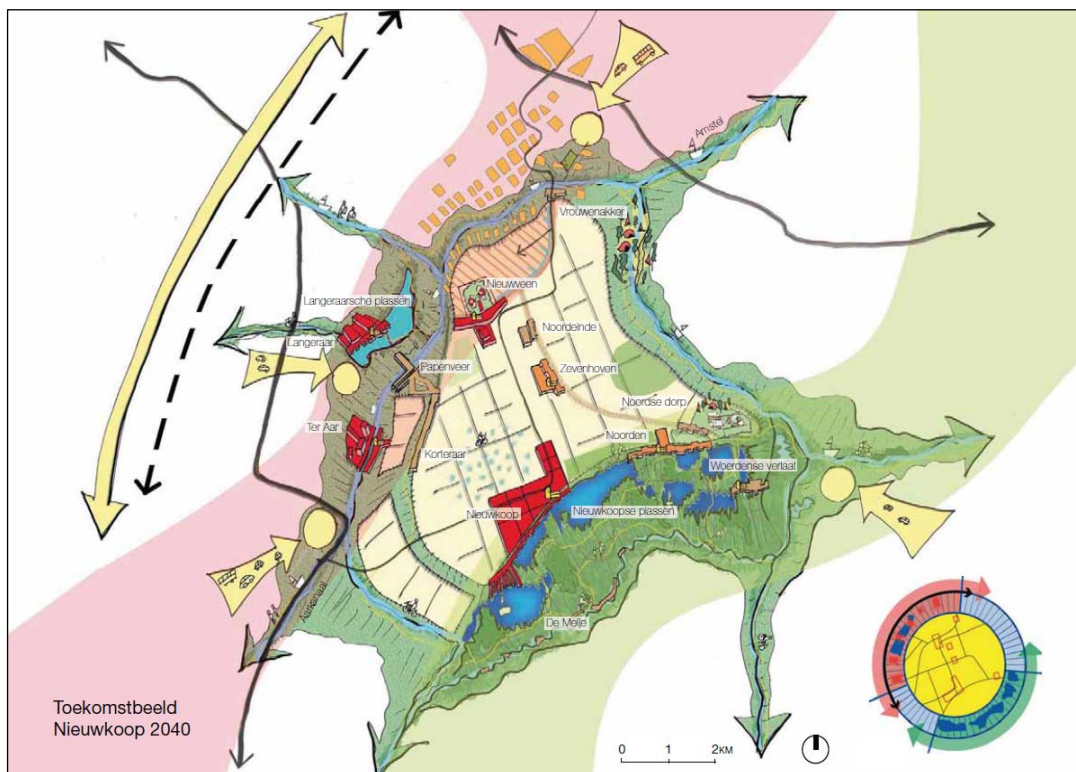 Amstel
Vrouwenakker
Nieuwveen
Langeraarsche plassen
Noordeinde
Langeraar
Papenveer
Zevenhoven
Noordse dorp
Ter Aar
Noorden
Korteraar
Woerdense verlaat
Nieuwkoop
Nieuwkoopse plassen
Aarkanaal
De Meije
Toekomstbeeld
Nieuwkoop 2040
0 1 2KM